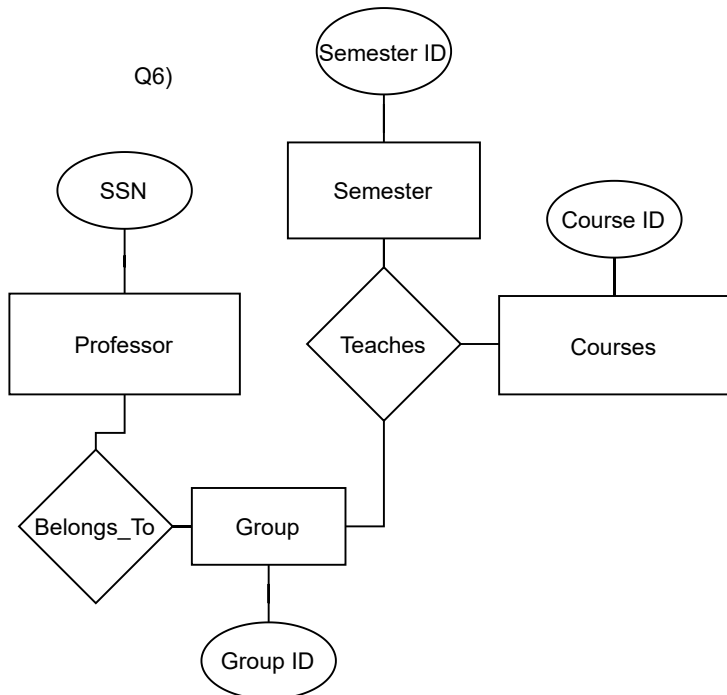 Semester ID
Q6)
SSN
Semester
Course ID
Professor
Teaches
Courses
Belongs_To
Group
Group ID